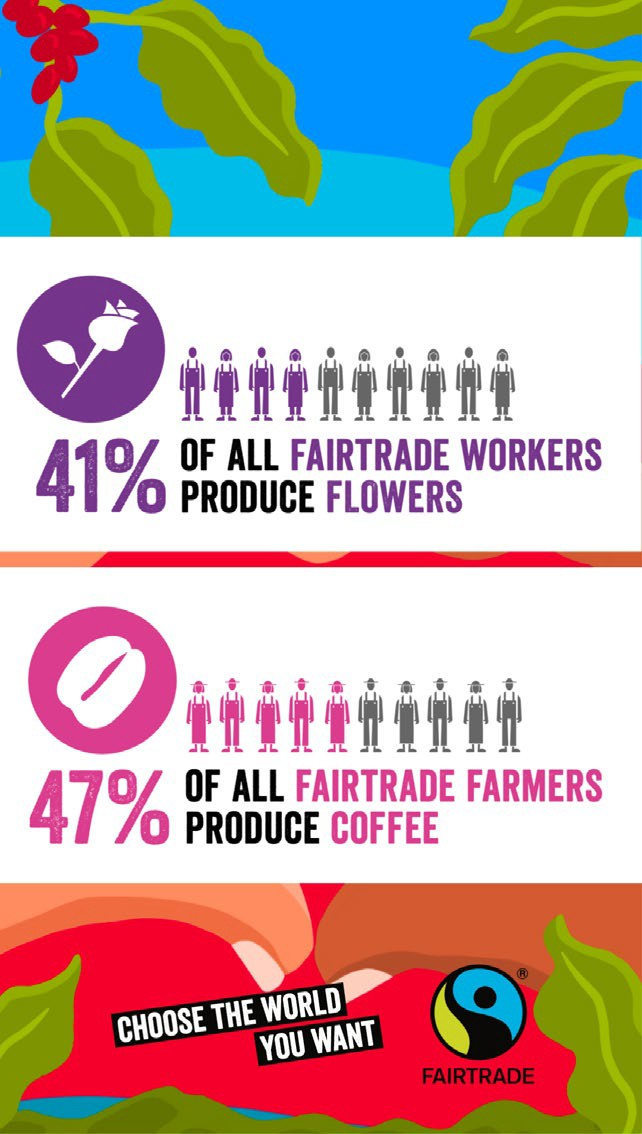 41% OF ALL FAIRTRADE WORKERS
PRODUCE FLOWERS
47% OF ALL FAIRTRADE FARMERS
PRODUCE COFFEE
CHOOSE THE WORLD
YOU WANT
®
FAIRTRADE